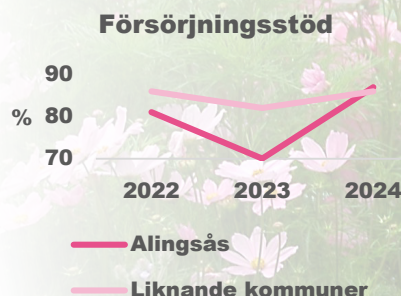 Försörjningsstöd
90
% 80
70
2022 2023 2024
Alingsås
Liknande kommuner